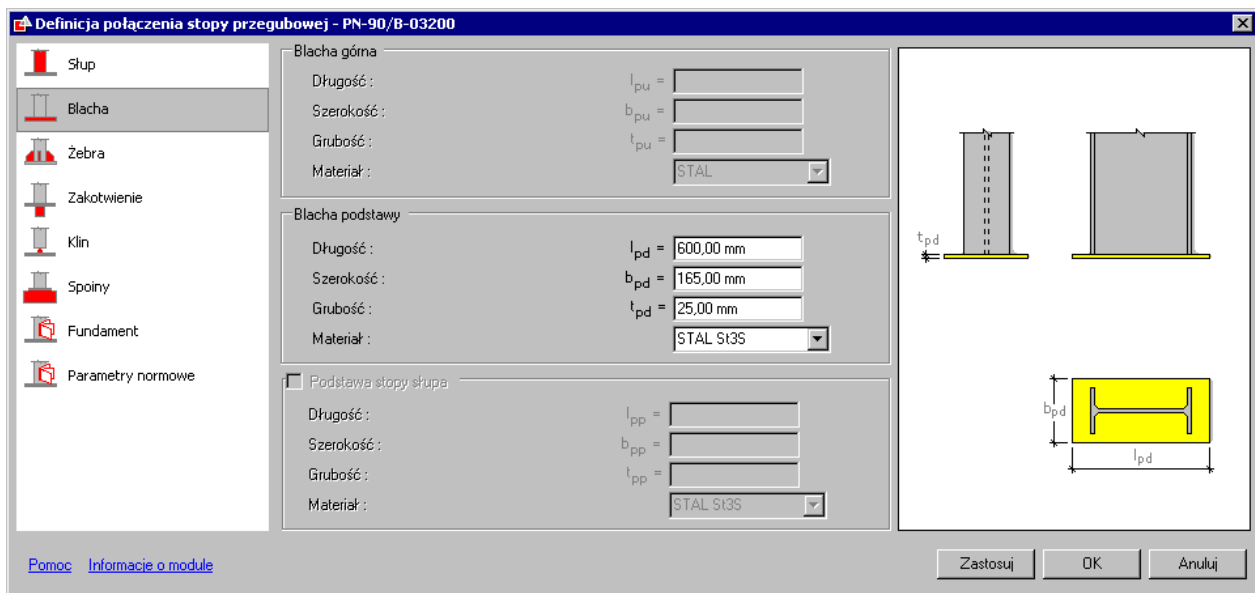 Definicja połączenia stopy przegubowej - PN-90/B-03200
Słup
Blacha
Żebra
Zakotwienie
Klin
Spoiny
Fundament
Parametry normowe
Blacha górna
Długość : lpu =
Szerokość : bpu =
Grubość : tpu =
Materiał : STAL
Blacha podstawy
Długość : lpd = 600,00 mm
Szerokość : bpd = 165,00 mm
Grubość : tpd = 25,00 mm
Materiał : STAL St3S
Podstawa stopy słupa
Długość : lpp =
Szerokość : bpp =
Grubość : tpp =
Materiał : STAL St3S
tpd
bpd
lpd
Pomoc Informacje o module
Zastosuj OK Anuluj